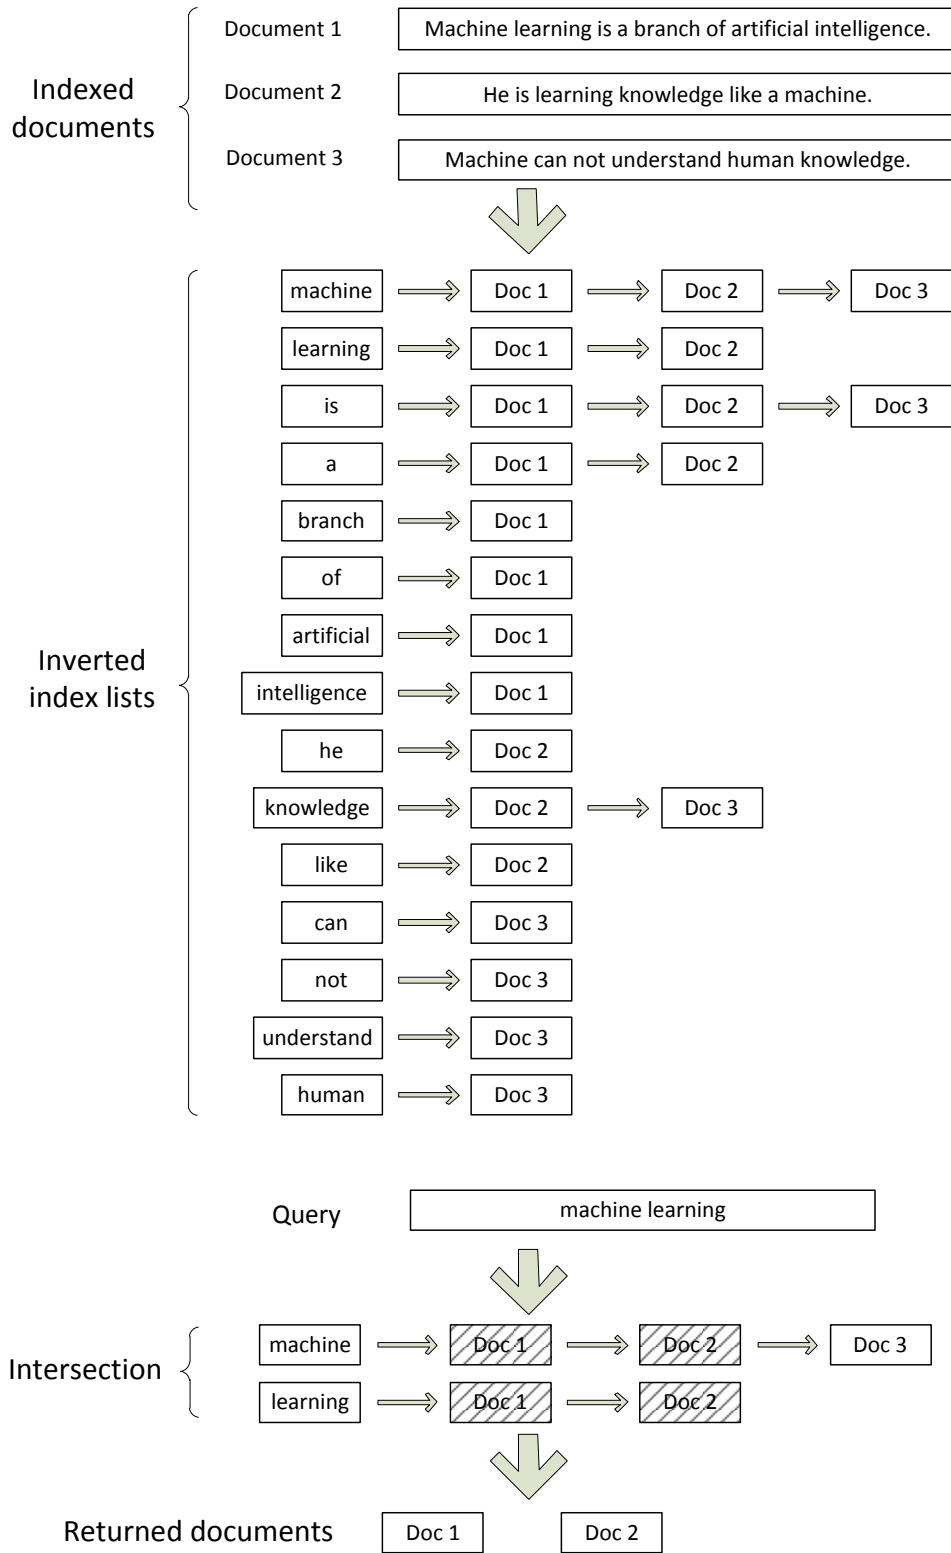 Document 1 Machine learning is a branch of artificial intelligence.
Indexed
documents
Document 2 He is learning knowledge like a machine.
Document 3 Machine can not understand human knowledge.
machine Doc 1 Doc 2 Doc 3
learning Doc 1 Doc 2
is Doc 1 Doc 2 Doc 3
a Doc 1 Doc 2
branch Doc 1
of Doc 1
artificial Doc 1
Inverted
index lists
intelligence Doc 1
he Doc 2
knowledge Doc 2 Doc 3
like Doc 2
can Doc 3
not Doc 3
understand Doc 3
human Doc 3
Query machine learning
Intersection
machine Doc 1 Doc 2 Doc 3
learning Doc 1 Doc 2
Returned documents Doc 1 Doc 2